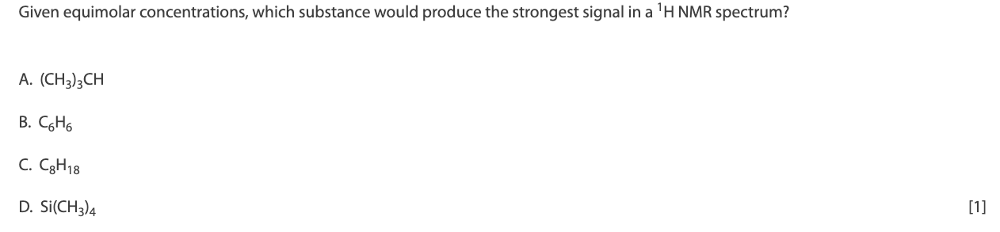 Given equimolar concentrations, which substance would produce the strongest signal in a ¹H NMR spectrum?
A. (CH₃)₃CH
B. C₆H₆
C. C₈H₁₈
D. Si(CH₃)₄ [1]